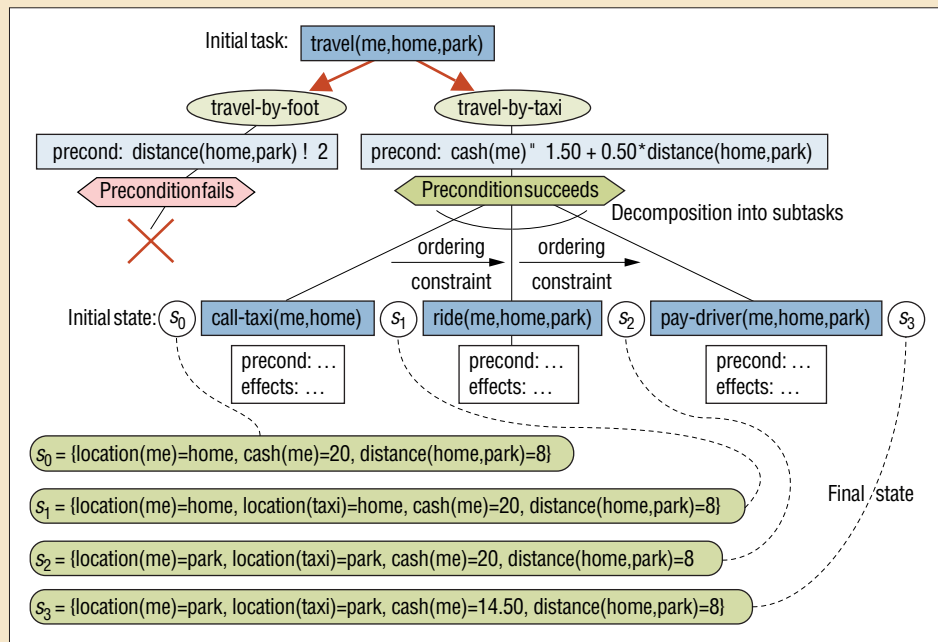 Initial task: travel(me,home,park)
travel-by-foot travel-by-taxi
precond: distance(home,park) ! 2 precond: cash(me) " 1.50 + 0.50*distance(home,park)
Preconditionfails Preconditionsucceeds
Decomposition into subtasks
ordering ordering
constraint constraint
Initial state: s0 call-taxi(me,home) s1 ride(me,home,park) s2 pay-driver(me,home,park) s3
precond: … precond: … precond: …
effects: … effects: … effects: …
s0 = {location(me)=home, cash(me)=20, distance(home,park)=8}
s1 = {location(me)=home, location(taxi)=home, cash(me)=20, distance(home,park)=8}
Final state
s2 = {location(me)=park, location(taxi)=park, cash(me)=20, distance(home,park)=8
s3 = {location(me)=park, location(taxi)=park, cash(me)=14.50, distance(home,park)=8}